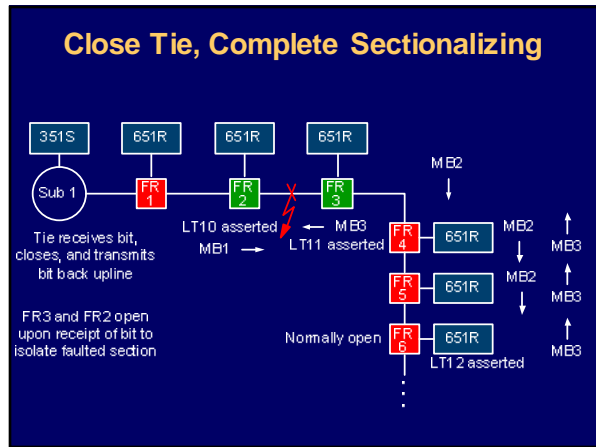 Close Tie, Complete Sectionalizing
351S
651R
651R
651R
MB2
Sub 1
FR
1
FR
2
FR
3
LT10 asserted
MB3
MB1
LT11 asserted
Tie receives bit,
closes, and transmits
bit back upline
FR
4
651R
MB2
MB3
FR3 and FR2 open
upon receipt of bit to
isolate faulted section
FR
5
651R
MB2
MB3
Normally open
FR
6
651R
MB3
LT12 asserted